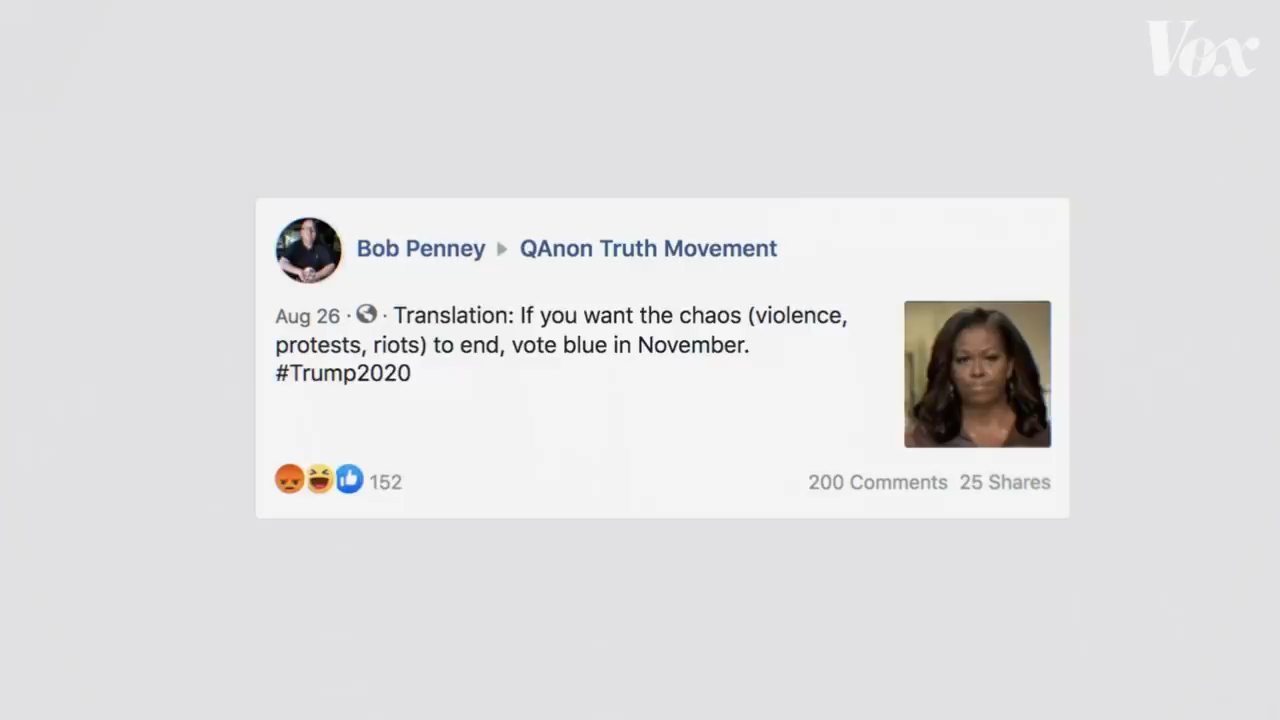 Vox
Bob Penney QAnon Truth Movement
Aug 26 · · Translation: If you want the chaos (violence,
protests, riots) to end, vote blue in November.
#Trump2020
152
200 Comments 25 Shares